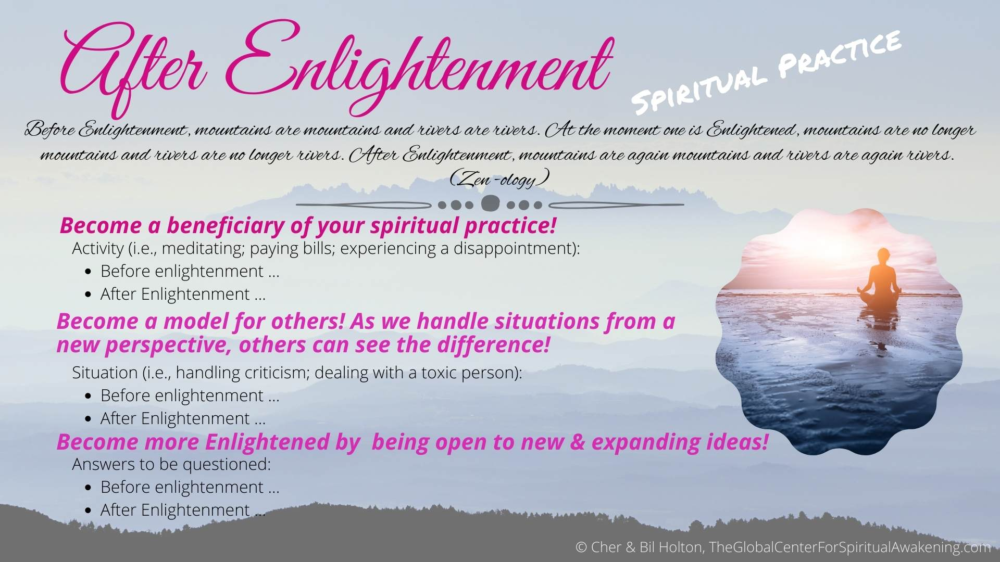 After Enlightenment
Spiritual Practice
Before Enlightenment, mountains are mountains and rivers are rivers. At the moment one is Enlightened, mountains are no longer
mountains and rivers are no longer rivers. After Enlightenment, mountains are again mountains and rivers are again rivers.
(Zen-ology)
Become a beneficiary of your spiritual practice!
Activity (i.e., meditating; paying bills; experiencing a disappointment):
• Before enlightenment ...
• After Enlightenment ...
Become a model for others! As we handle situations from a
new perspective, others can see the difference!
Situation (i.e., handling criticism; dealing with a toxic person):
• Before enlightenment ...
• After Enlightenment ...
Become more Enlightened by being open to new & expanding ideas!
Answers to be questioned:
• Before enlightenment ...
• After Enlightenment ...
© Cher & Bil Holton, TheGlobalCenterForSpiritualAwakening.com